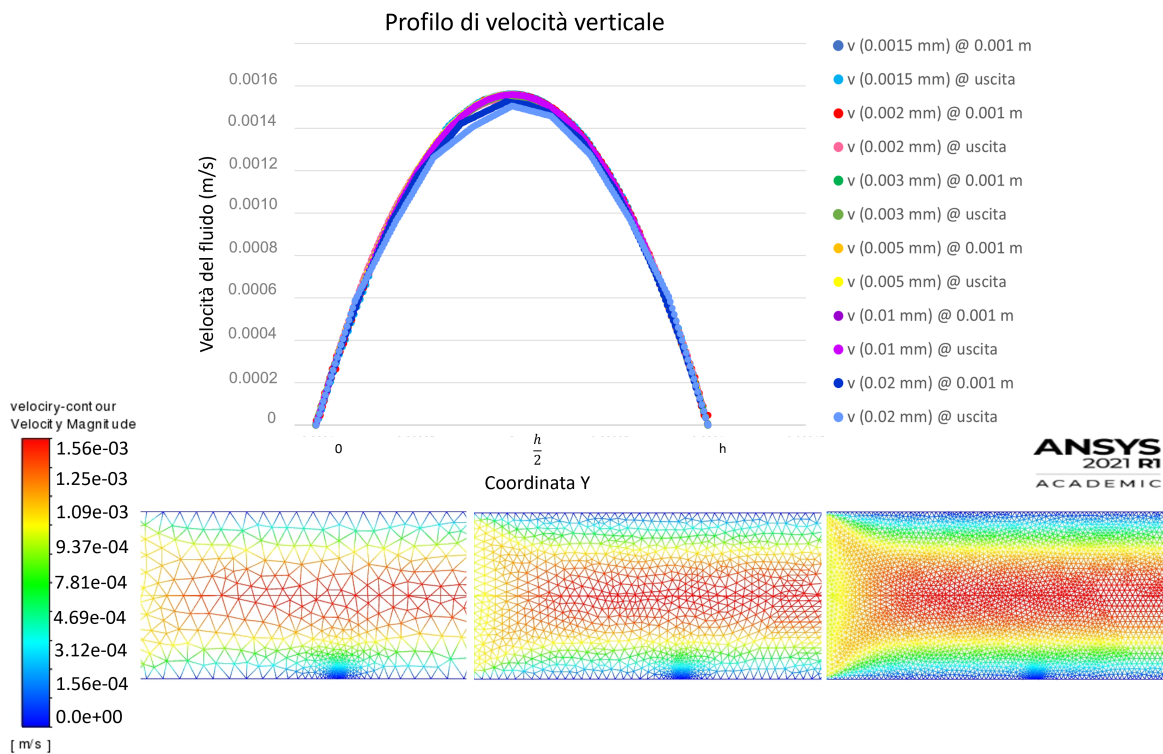 Profilo di velocità verticale
Velocità del fluido (m/s)
0.0016
0.0014
0.0012
0.0010
0.0008
0.0006
0.0004
0.0002
0
0
h
2
h
Coordinata Y
v (0.0015 mm) @ 0.001 m
v (0.0015 mm) @ uscita
v (0.002 mm) @ 0.001 m
v (0.002 mm) @ uscita
v (0.003 mm) @ 0.001 m
v (0.003 mm) @ uscita
v (0.005 mm) @ 0.001 m
v (0.005 mm) @ uscita
v (0.01 mm) @ 0.001 m
v (0.01 mm) @ uscita
v (0.02 mm) @ 0.001 m
v (0.02 mm) @ uscita
ANSYS
2021 R1
ACADEMIC
velociry-contour
Velocity Magnitude
1.56e-03
1.25e-03
1.09e-03
9.37e-04
7.81e-04
4.69e-04
3.12e-04
1.56e-04
0.0e+00
[ m/s ]